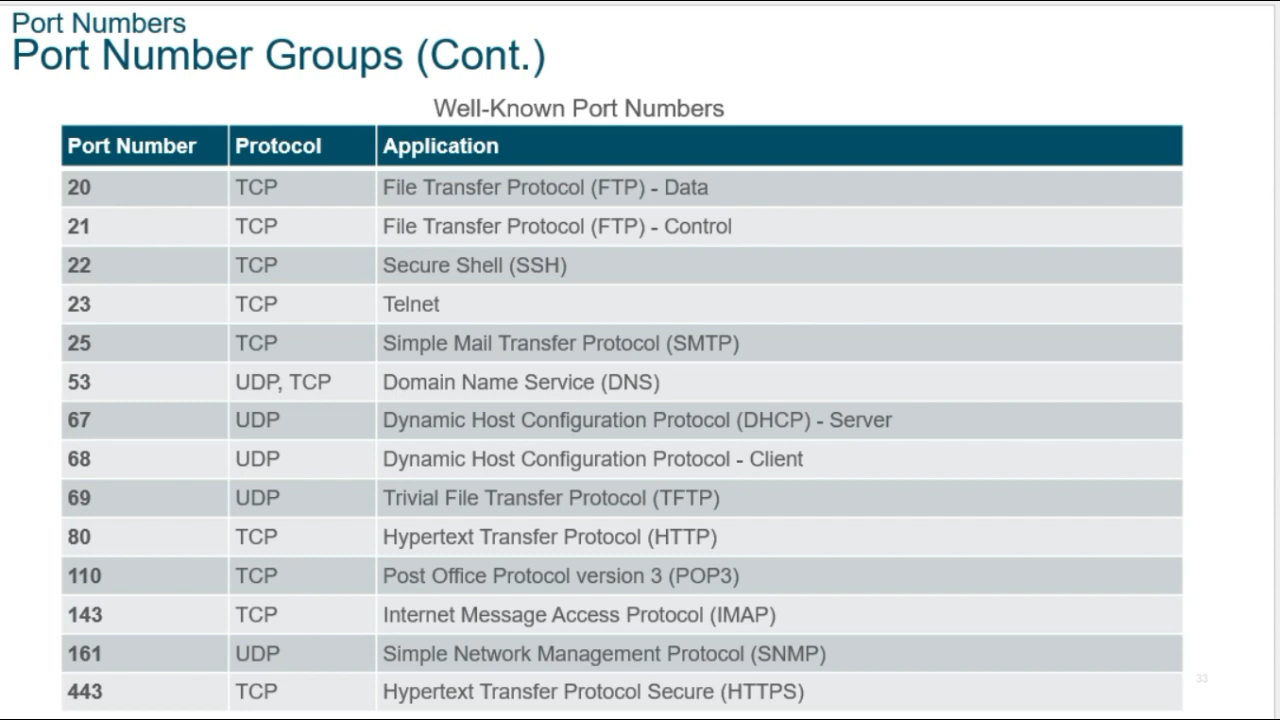 Port Numbers
Port Number Groups (Cont.)
Well-Known Port Numbers
Port Number Protocol Application
20 TCP File Transfer Protocol (FTP) - Data
21 TCP File Transfer Protocol (FTP) - Control
22 TCP Secure Shell (SSH)
23 TCP Telnet
25 TCP Simple Mail Transfer Protocol (SMTP)
53 UDP, TCP Domain Name Service (DNS)
67 UDP Dynamic Host Configuration Protocol (DHCP) - Server
68 UDP Dynamic Host Configuration Protocol - Client
69 UDP Trivial File Transfer Protocol (TFTP)
80 TCP Hypertext Transfer Protocol (HTTP)
110 TCP Post Office Protocol version 3 (POP3)
143 TCP Internet Message Access Protocol (IMAP)
161 UDP Simple Network Management Protocol (SNMP)
33
443 TCP Hypertext Transfer Protocol Secure (HTTPS)